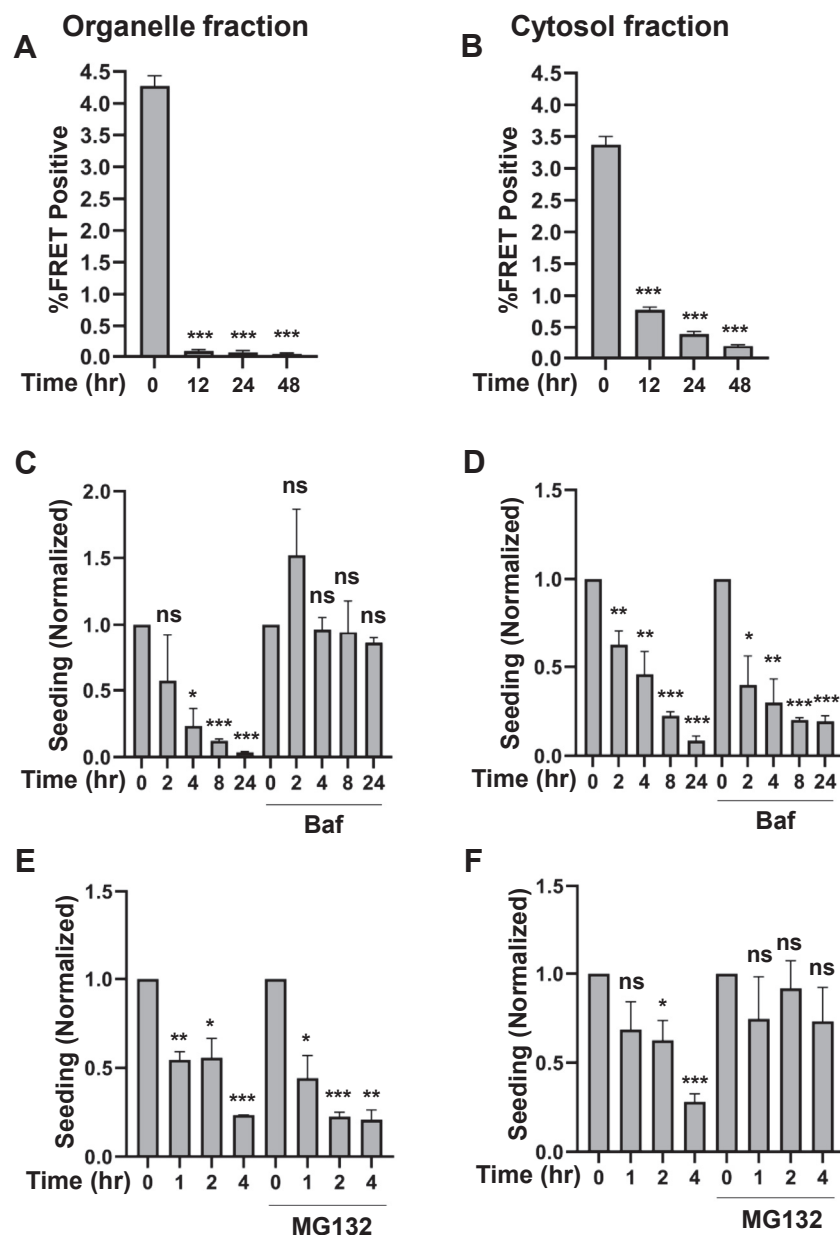 Organelle fraction
Cytosol fraction
A
%FRET Positive
4.5
4.0
3.5
3.0
2.5
2.0
1.5
1.0
0.5
0.0
*** *** ***
Time (hr) 0 12 24 48
B
%FRET Positive
4.5
4.0
3.5
3.0
2.5
2.0
1.5
1.0
0.5
0.0
***
***
***
Time (hr) 0 12 24 48
C
Seeding (Normalized)
2.0
1.5
1.0
0.5
0.0
ns
*
***
***
ns
ns
ns
ns
Time (hr) 0 2 4 8 24 0 2 4 8 24
Baf
D
Seeding (Normalized)
1.5
1.0
0.5
0.0
**
**
***
***
*
**
***
***
Time (hr) 0 2 4 8 24 0 2 4 8 24
Baf
E
Seeding (Normalized)
1.5
1.0
0.5
0.0
**
*
***
*
***
**
Time (hr) 0 1 2 4 0 1 2 4
MG132
F
Seeding (Normalized)
1.5
1.0
0.5
0.0
ns
*
***
ns
ns
ns
Time (hr) 0 1 2 4 0 1 2 4
MG132